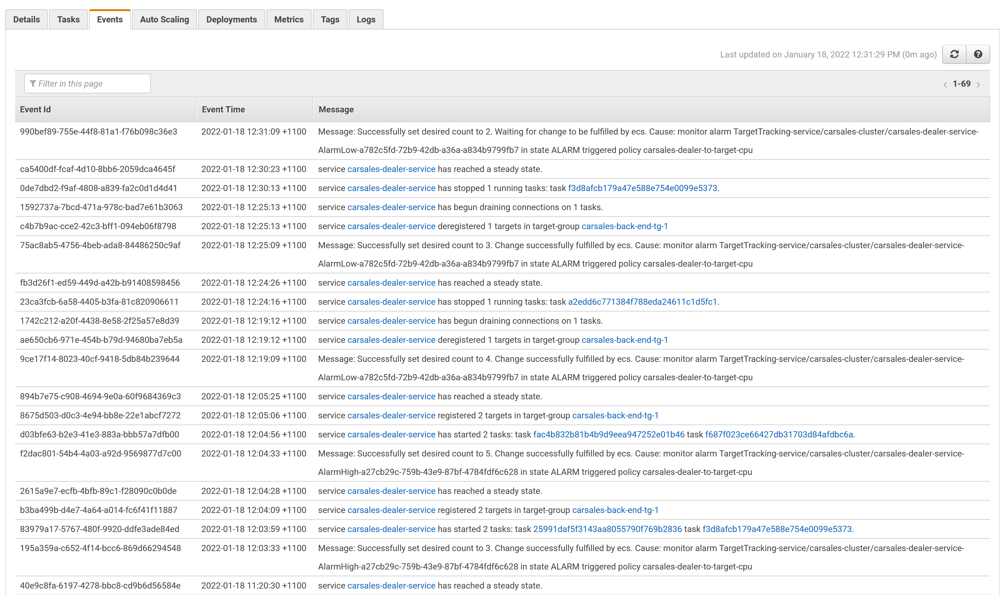 Details Tasks Events Auto Scaling Deployments Metrics Tags Logs
Last updated on January 18, 2022 12:31:29 PM (0m ago)
Filter in this page
1-69
Event Id Event Time Message
990bef89-755e-44f8-81a1-f76b098c36e3 2022-01-18 12:31:09 +1100 Message: Successfully set desired count to 2. Waiting for change to be fulfilled by ecs. Cause: monitor alarm TargetTracking-service/carsales-cluster/carsales-dealer-service-
AlarmLow-a782c5fd-72b9-42db-a36a-a834b9799fb7 in state ALARM triggered policy carsales-dealer-to-target-cpu
ca5400df-fcaf-4d10-8bb6-2059dca4645f 2022-01-18 12:30:23 +1100 service carsales-dealer-service has reached a steady state.
0de7dbd2-f9af-4808-a839-fa2c0d1d4d41 2022-01-18 12:30:13 +1100 service carsales-dealer-service has stopped 1 running tasks: task f3d8afcb179a47e588e754e0099e5373.
1592737a-7bcd-471a-978c-bad7e61b3063 2022-01-18 12:25:13 +1100 service carsales-dealer-service has begun draining connections on 1 tasks.
c4b7b9ac-cce2-42c3-bff1-094eb06f8798 2022-01-18 12:25:13 +1100 service carsales-dealer-service deregistered 1 targets in target-group carsales-back-end-tg-1
75ac8ab5-4756-4beb-ada8-84486250c9af 2022-01-18 12:25:09 +1100 Message: Successfully set desired count to 3. Change successfully fulfilled by ecs. Cause: monitor alarm TargetTracking-service/carsales-cluster/carsales-dealer-service-
AlarmLow-a782c5fd-72b9-42db-a36a-a834b9799fb7 in state ALARM triggered policy carsales-dealer-to-target-cpu
fb3d26f1-ed59-449d-a42b-b91408598456 2022-01-18 12:24:26 +1100 service carsales-dealer-service has reached a steady state.
23ca3fcb-6a58-4405-b3fa-81c820906611 2022-01-18 12:24:16 +1100 service carsales-dealer-service has stopped 1 running tasks: task a2edd6c771384f788eda24611c1d5fc1.
1742c212-a20f-4438-8e58-2f25a57e8d39 2022-01-18 12:19:12 +1100 service carsales-dealer-service has begun draining connections on 1 tasks.
ae650cb6-971e-454b-b79d-94680ba7eb5a 2022-01-18 12:19:12 +1100 service carsales-dealer-service deregistered 1 targets in target-group carsales-back-end-tg-1
9ce17f14-8023-40cf-9418-5db84b239644 2022-01-18 12:19:09 +1100 Message: Successfully set desired count to 4. Change successfully fulfilled by ecs. Cause: monitor alarm TargetTracking-service/carsales-cluster/carsales-dealer-service-
AlarmLow-a782c5fd-72b9-42db-a36a-a834b9799fb7 in state ALARM triggered policy carsales-dealer-to-target-cpu
894b7e75-c908-4694-9e0a-60f9684369c3 2022-01-18 12:05:25 +1100 service carsales-dealer-service has reached a steady state.
8675d503-d0c3-4e94-bb8e-22e1abcf7272 2022-01-18 12:05:06 +1100 service carsales-dealer-service registered 2 targets in target-group carsales-back-end-tg-1
d03bfe63-b2e3-41e3-883a-bbb57a7dfb00 2022-01-18 12:04:56 +1100 service carsales-dealer-service has started 2 tasks: task fac4b832b81b4b9d9eea947252e01b46 task f687f023ce66427db31703d84afdbc6a.
f2dac801-54b4-4a03-a92d-9569877d7c00 2022-01-18 12:04:33 +1100 Message: Successfully set desired count to 5. Change successfully fulfilled by ecs. Cause: monitor alarm TargetTracking-service/carsales-cluster/carsales-dealer-service-
AlarmHigh-a27cb29c-759b-43e9-87bf-4784fdf6c628 in state ALARM triggered policy carsales-dealer-to-target-cpu
2615a9e7-ecfb-4bfb-89c1-f28090c0b0de 2022-01-18 12:04:28 +1100 service carsales-dealer-service has reached a steady state.
b3ba499b-d4e7-4a64-a014-fc6f41f11887 2022-01-18 12:04:09 +1100 service carsales-dealer-service registered 2 targets in target-group carsales-back-end-tg-1
83979a17-5767-480f-9920-ddfe3ade84ed 2022-01-18 12:03:59 +1100 service carsales-dealer-service has started 2 tasks: task 25991daf5f3143aa8055790f769b2836 task f3d8afcb179a47e588e754e0099e5373.
195a359a-c652-4f14-bcc6-869d66294548 2022-01-18 12:03:33 +1100 Message: Successfully set desired count to 3. Change successfully fulfilled by ecs. Cause: monitor alarm TargetTracking-service/carsales-cluster/carsales-dealer-service-
AlarmHigh-a27cb29c-759b-43e9-87bf-4784fdf6c628 in state ALARM triggered policy carsales-dealer-to-target-cpu
40e9c8fa-6197-4278-bbc8-cd9b6d56584e 2022-01-18 11:20:30 +1100 service carsales-dealer-service has reached a steady state.